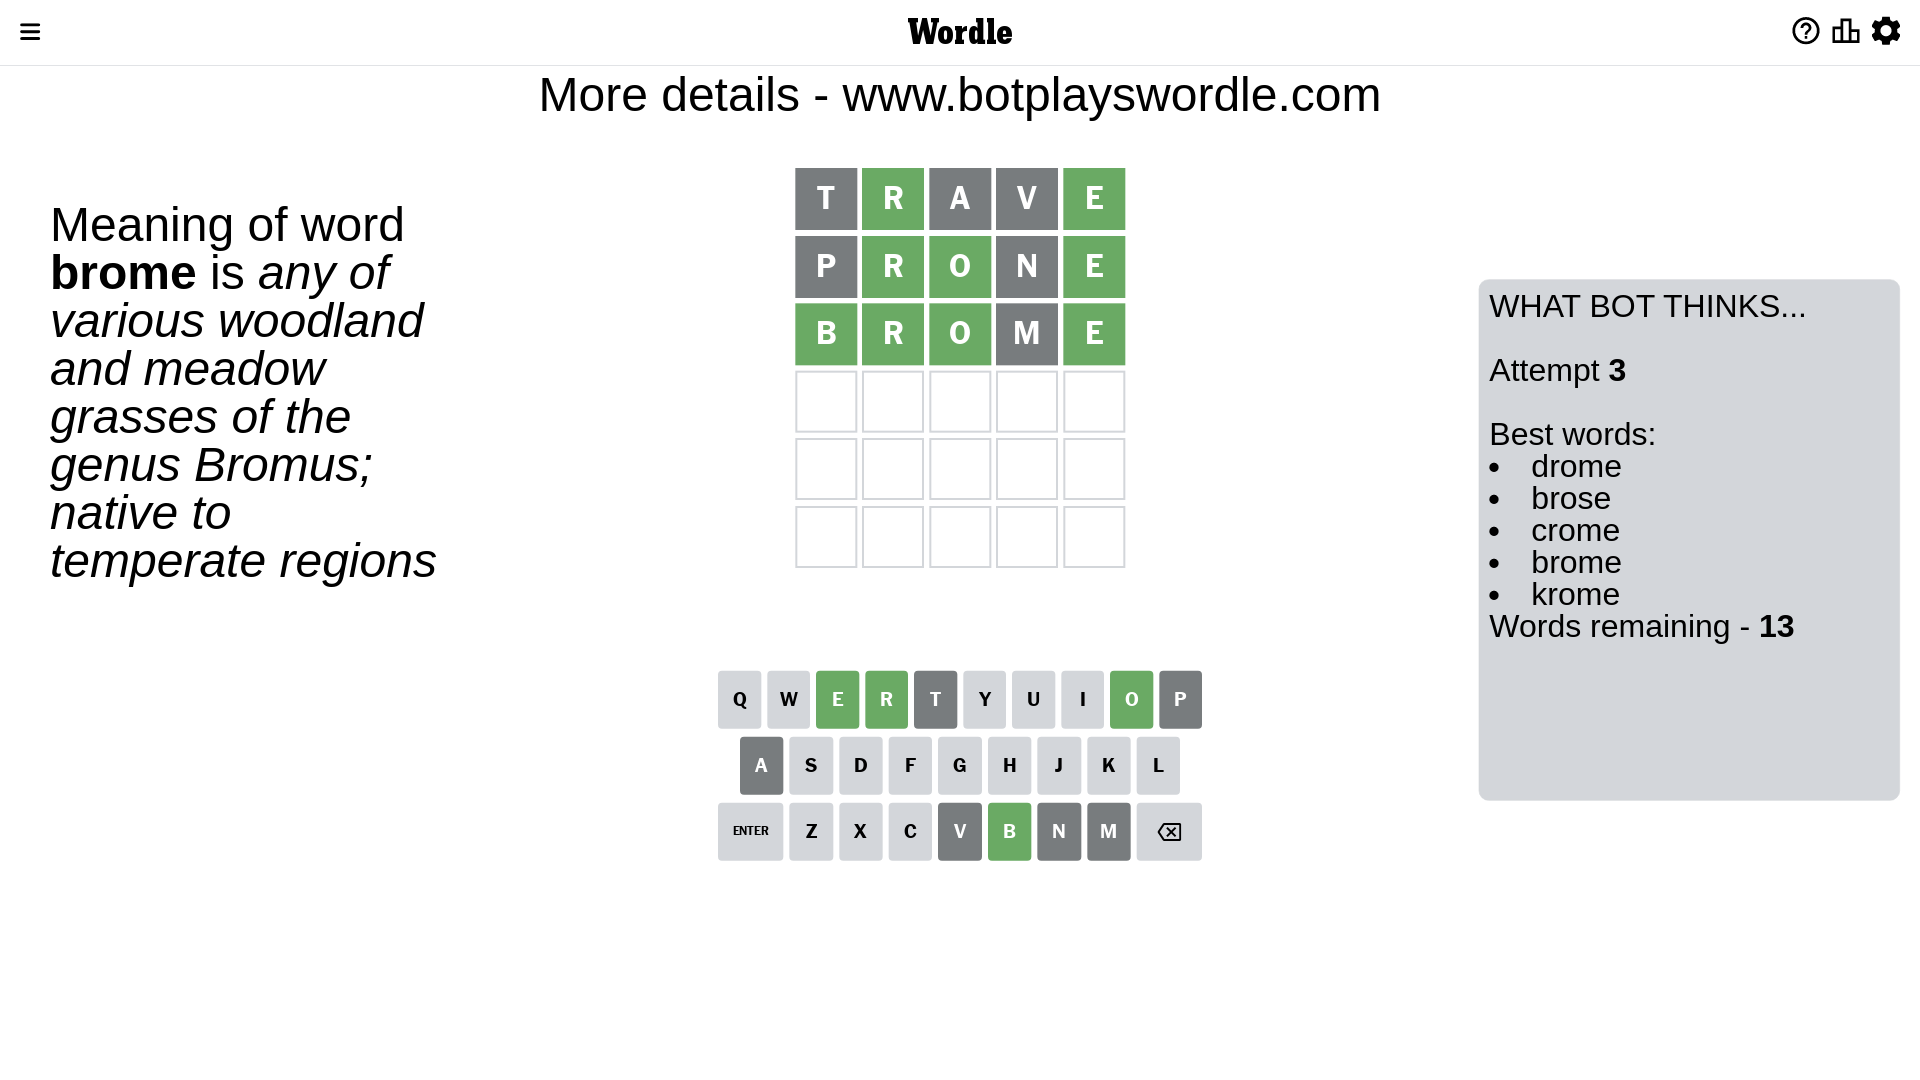 Wordle
More details - www.botplayswordle.com
Meaning of word
brome is any of
various woodland
and meadow
grasses of the
genus Bromus;
native to
temperate regions
T R A V E
P R O N E
B R O M E
WHAT BOT THINKS...
Attempt 3
Best words:
• drome
• brose
• crome
• brome
• krome
Words remaining - 13
Q W E R T Y U I O P
A S D F G H J K L
ENTER Z X C V B N M